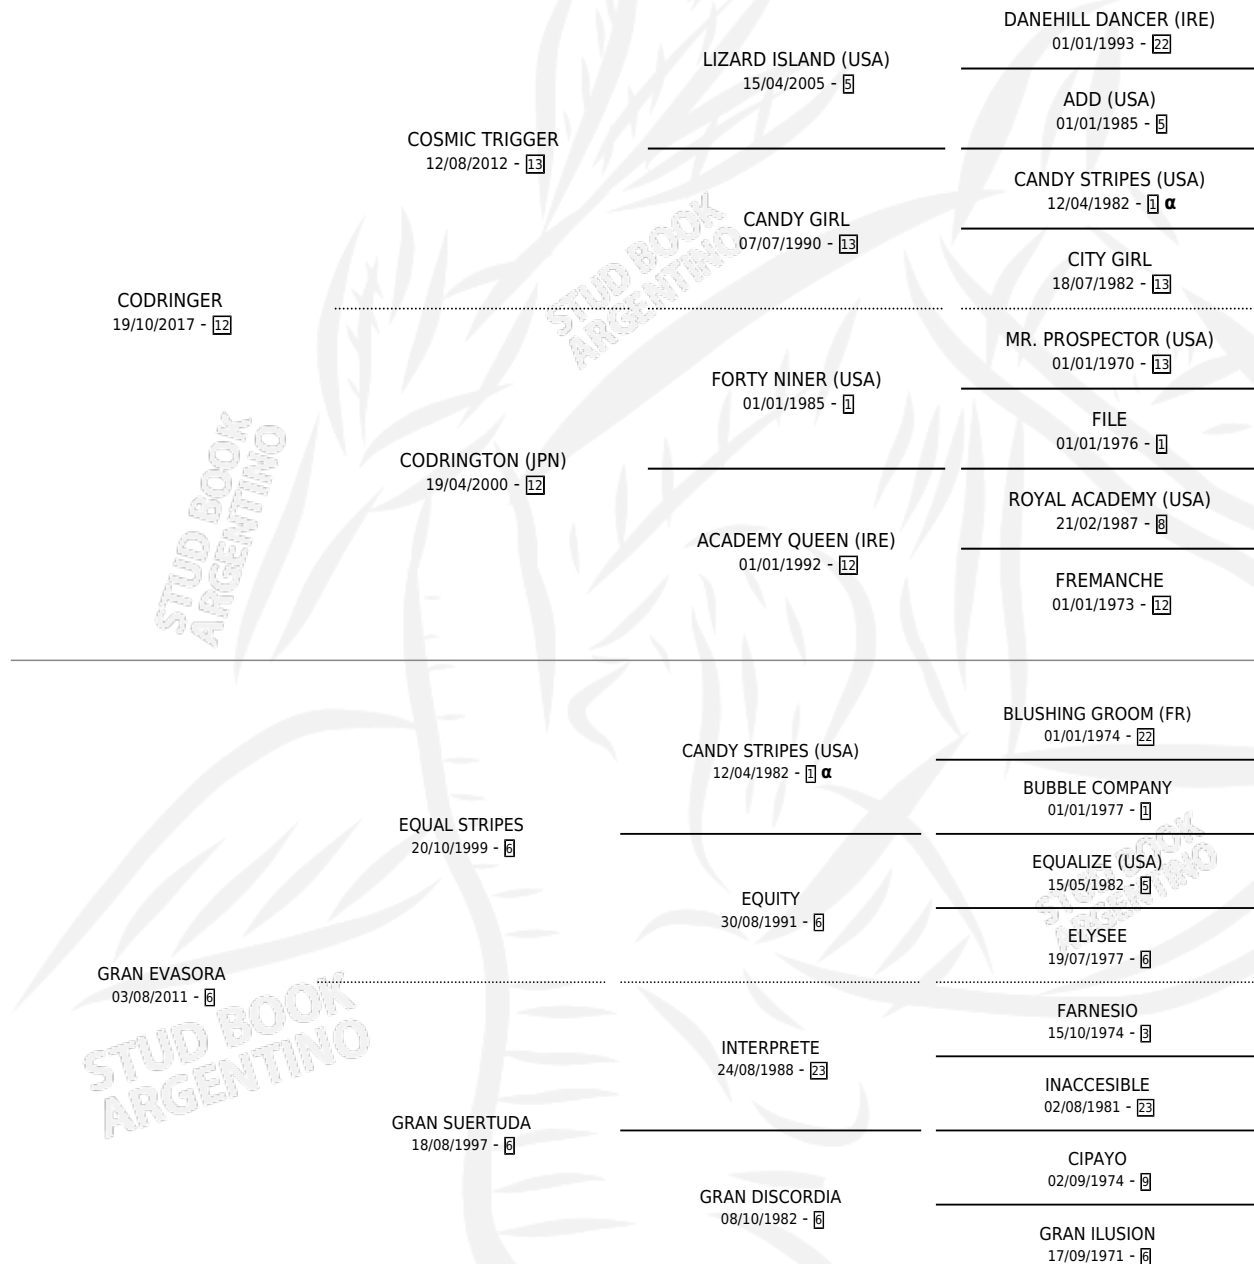 DANEHILL DANCER (IRE)
01/01/1993 - 22
LIZARD ISLAND (USA)
15/04/2005 - 5
ADD (USA)
01/01/1985 - 5
COSMIC TRIGGER
12/08/2012 - 13
CANDY STRIPES (USA)
12/04/1982 - 1 α
CANDY GIRL
07/07/1990 - 13
CITY GIRL
18/07/1982 - 13
CODRINGER
19/10/2017 - 12
MR. PROSPECTOR (USA)
01/01/1970 - 13
FORTY NINER (USA)
01/01/1985 - 1
FILE
01/01/1976 - 1
CODRINGTON (JPN)
19/04/2000 - 12
ROYAL ACADEMY (USA)
21/02/1987 - 8
ACADEMY QUEEN (IRE)
01/01/1992 - 12
FREMANCHE
01/01/1973 - 12
BLUSHING GROOM (FR)
01/01/1974 - 22
CANDY STRIPES (USA)
12/04/1982 - 1 α
BUBBLE COMPANY
01/01/1977 - 1
EQUAL STRIPES
20/10/1999 - 6
EQUALIZE (USA)
15/05/1982 - 5
EQUITY
30/08/1991 - 6
ELYSEE
19/07/1977 - 6
GRAN EVASORA
03/08/2011 - 6
FARNESIO
15/10/1974 - 3
INTERPRETE
24/08/1988 - 23
INACCESIBLE
02/08/1981 - 23
GRAN SUERTUDA
18/08/1997 - 6
CIPAYO
02/09/1974 - 9
GRAN DISCORDIA
08/10/1982 - 6
GRAN ILUSION
17/09/1971 - 6
STUD BOOK
ARGENTINO
STUD BOOK
ARGENTINO
STUD BOOK
ARGENTINO
STUD BOOK
ARGENTINO